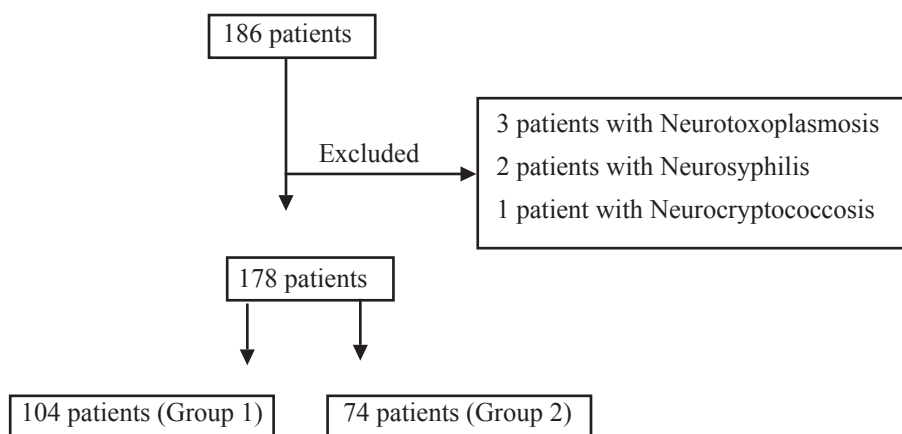 186 patients
Excluded
3 patients with Neurotoxoplasmosis
2 patients with Neurosyphilis
1 patient with Neurocryptococcosis
178 patients
104 patients (Group 1)
74 patients (Group 2)